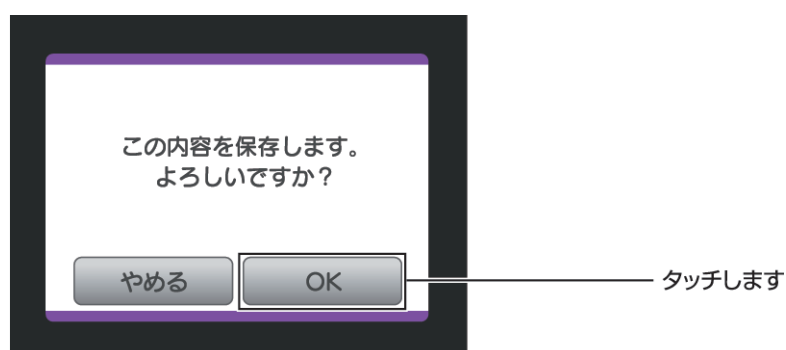 この内容を保存します。
よろしいですか？
やめる
OK
タッチします